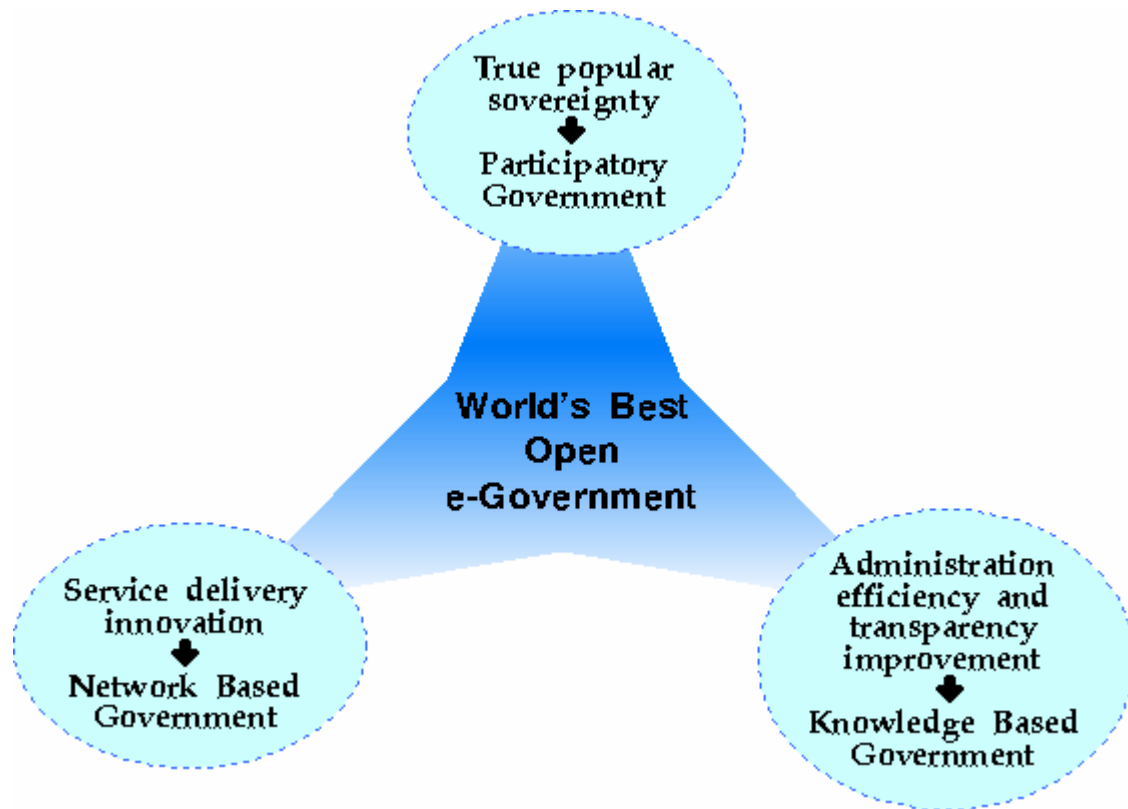 True popular
sovereignty
Participatory
Government
World's Best
Open
e-Government
Service delivery
innovation
Network Based
Government
Administration
efficiency and
transparency
improvement
Knowledge Based
Government